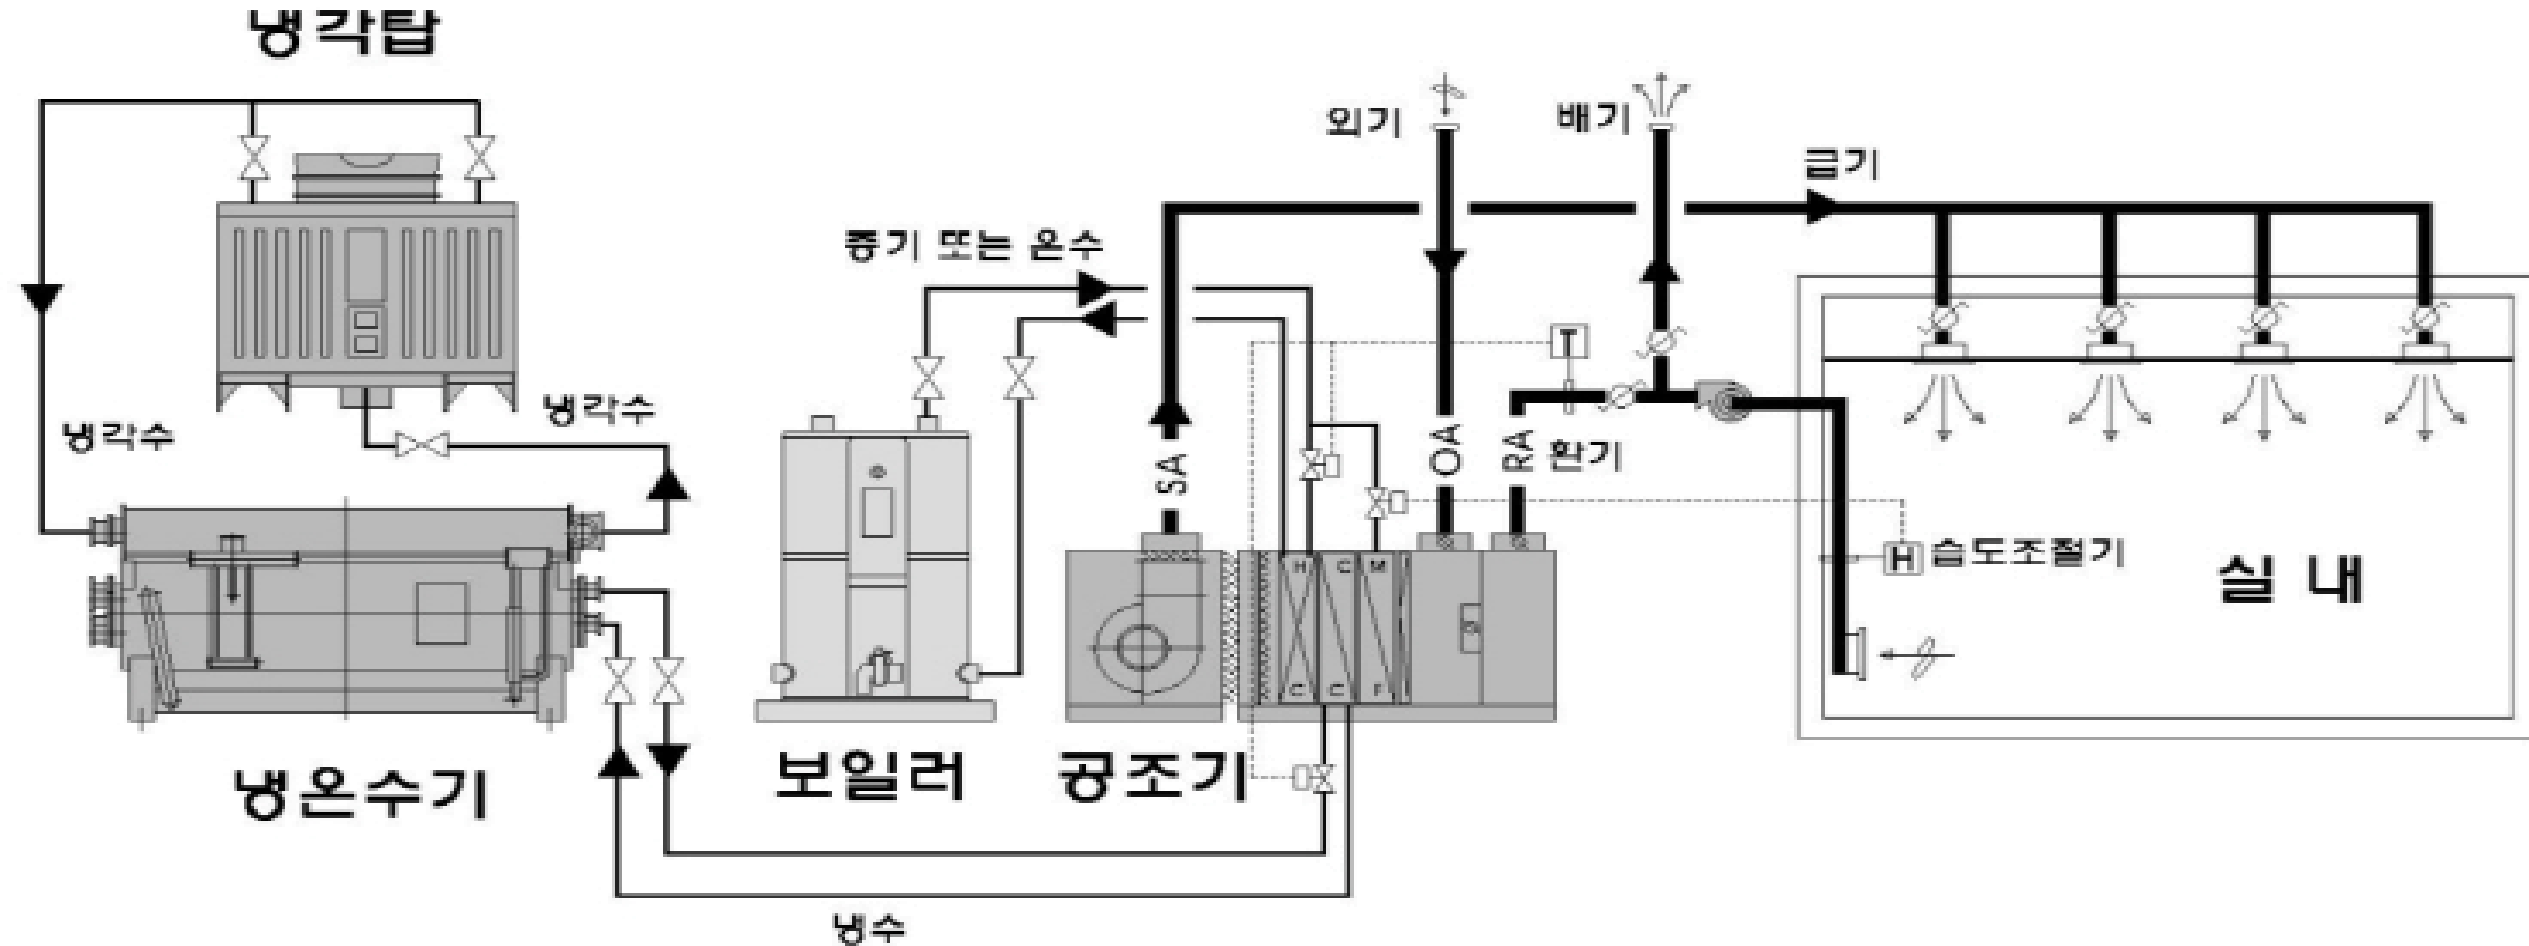 냉각탑
외기
배기
급기
증기 또는 온수
T
냉각수
냉각수
SA
OA
RA
환기
H
습도조절기
실 내
H
C
M
C
C
F
보일러
공조기
냉온수기
냉수